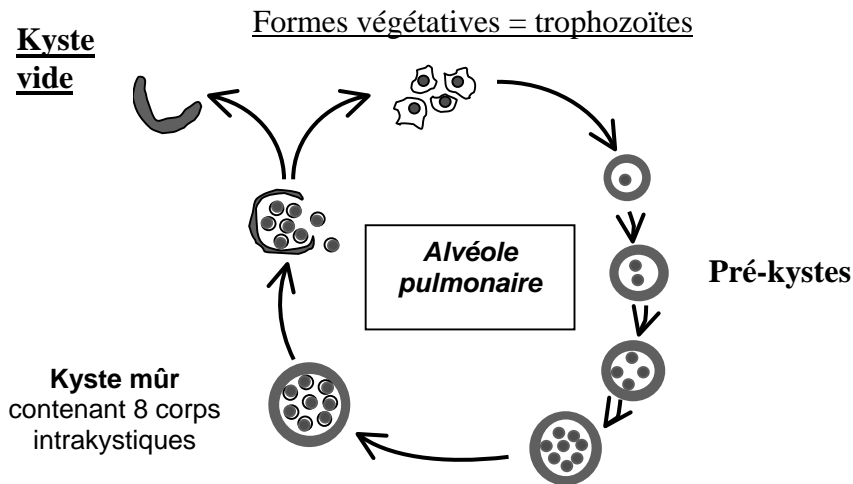 Formes végétatives = trophozoïtes
Kyste
vide
Alvéole
pulmonaire
Pré-kystes
Kyste mûr
contenant 8 corps
intrakystiques